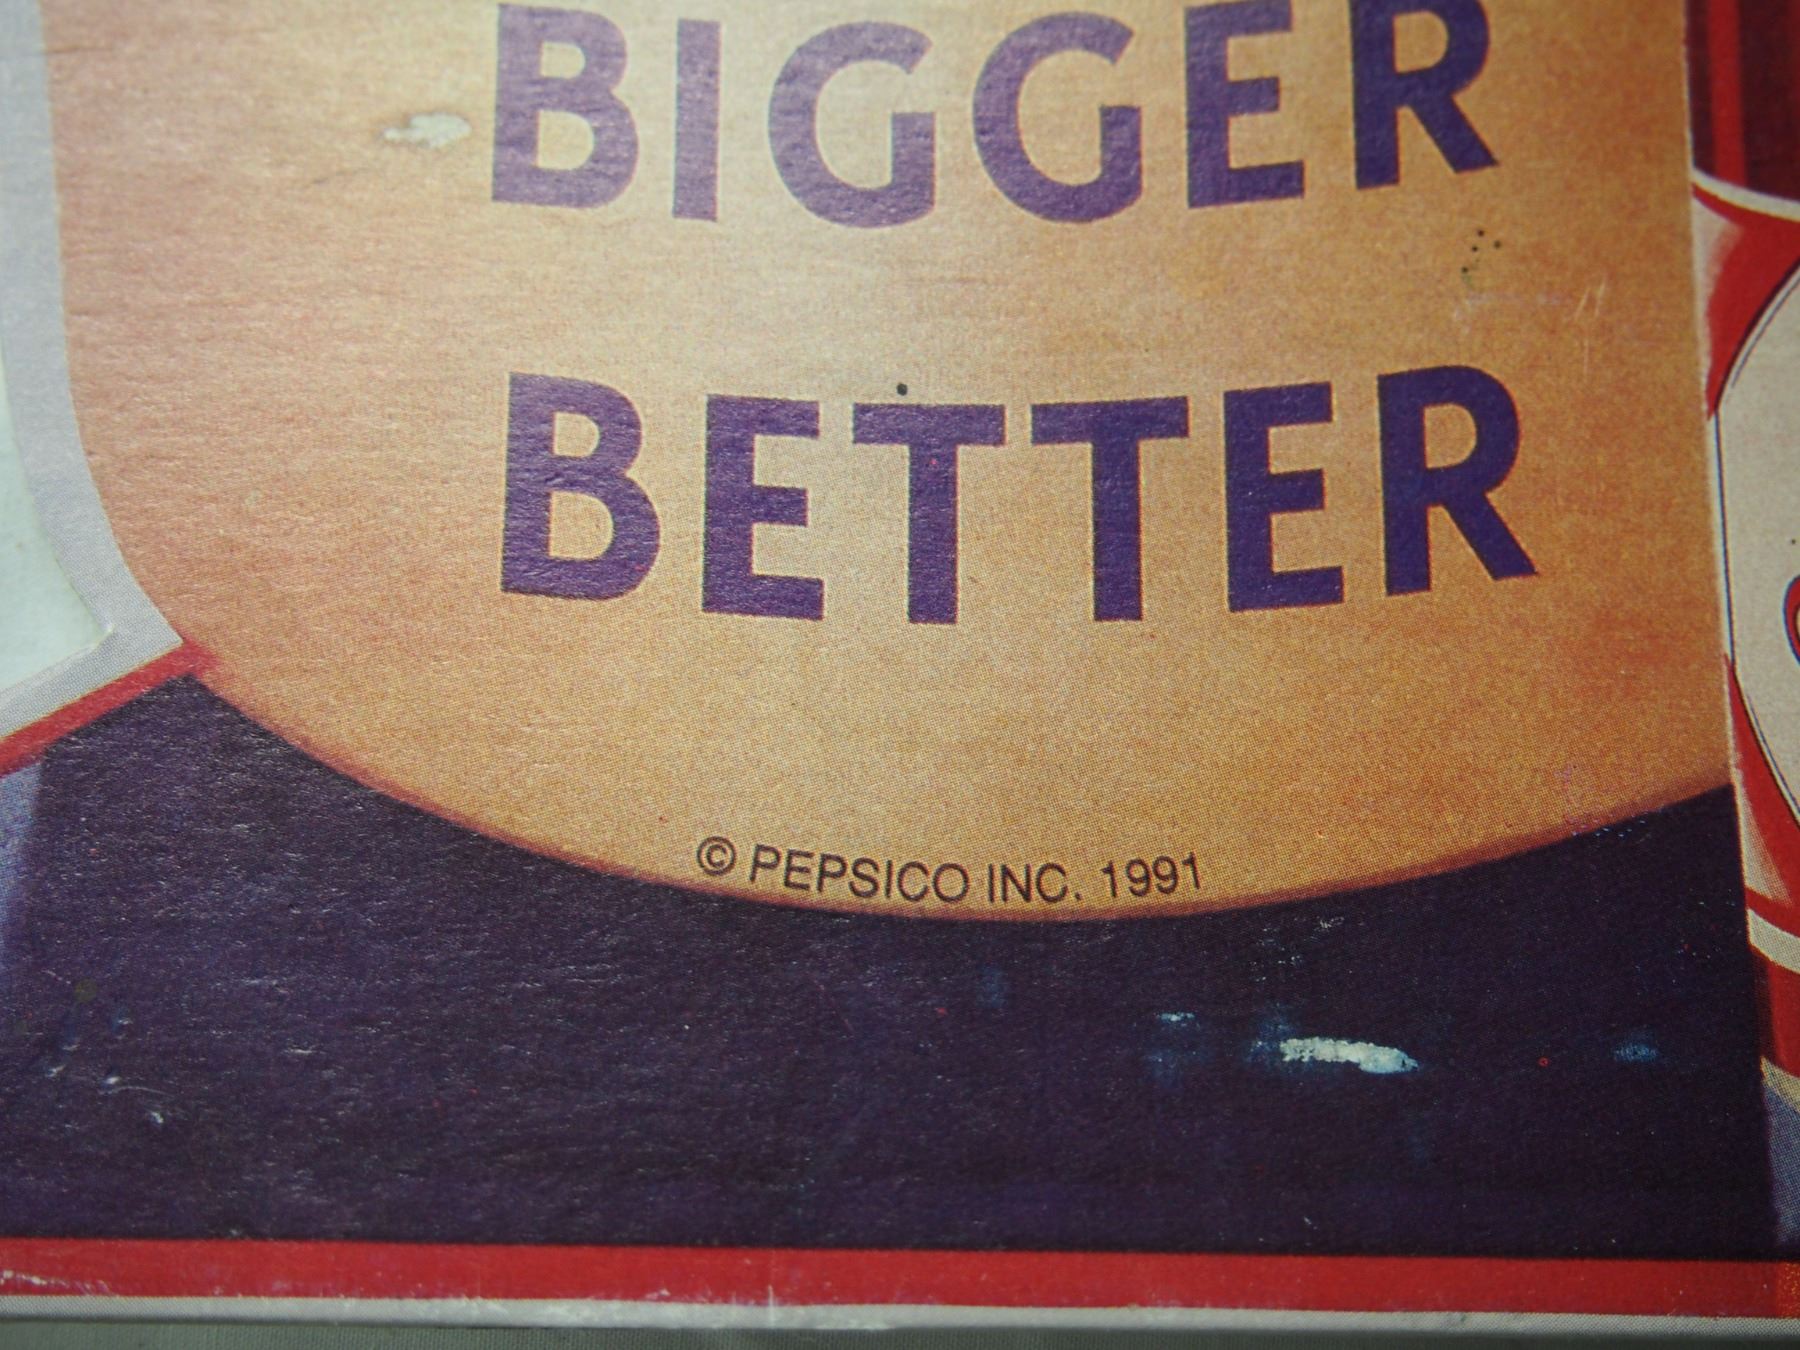 BIGGER
BETTER
© PEPSICO INC. 1991